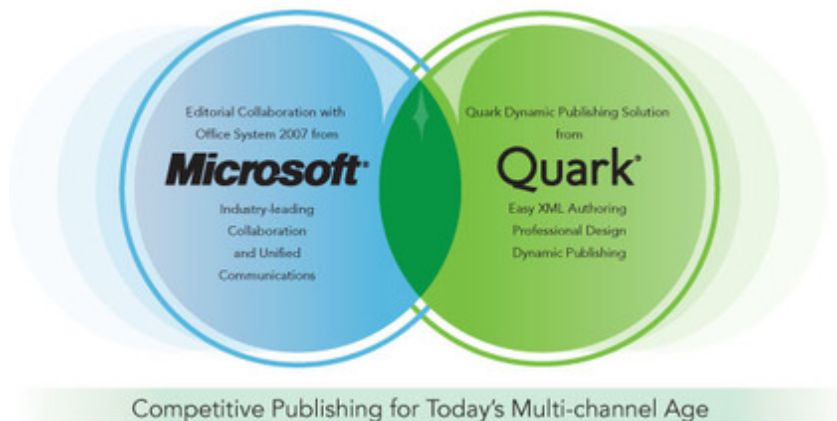 Editorial Collaboration with
Office System 2007 from
Microsoft®
Industry-leading
Collaboration
and Unified
Communications
Quark Dynamic Publishing Solution
from
Quark®
Easy XML Authoring
Professional Design
Dynamic Publishing
Competitive Publishing for Today's Multi-channel Age